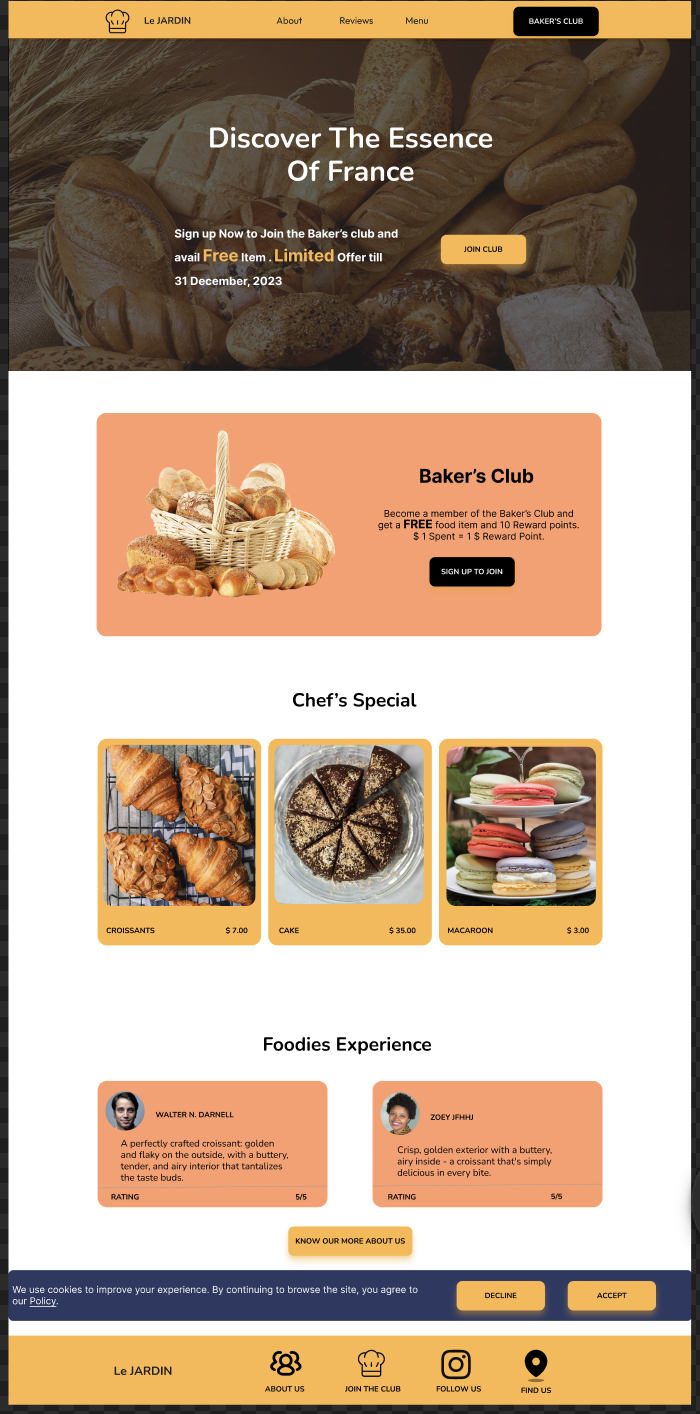 Le JARDIN About Reviews Menu BAKER'S CLUB
Discover The Essence
Of France
Sign up Now to Join the Baker's club and
avail Free Item . Limited Offer till
31 December, 2023
JOIN CLUB
Baker's Club
Become a member of the Baker's Club and
get a FREE food item and 10 Reward points.
$ 1 Spent = 1 $ Reward Point.
SIGN UP TO JOIN
Chef's Special
CROISSANTS $ 7.00
CAKE $ 35.00
MACAROON $ 3.00
Foodies Experience
WALTER N. DARNELL
A perfectly crafted croissant: golden
and flaky on the outside, with a buttery,
tender, and airy interior that tantalizes
the taste buds.
RATING 5/5
ZOEY JFHHJ
Crisp, golden exterior with a buttery,
airy inside - a croissant that's simply
delicious in every bite.
RATING 5/5
KNOW OUR MORE ABOUT US
We use cookies to improve your experience. By continuing to browse the site, you agree to
our Policy.
DECLINE
ACCEPT
Le JARDIN
ABOUT US
JOIN THE CLUB
FOLLOW US
FIND US